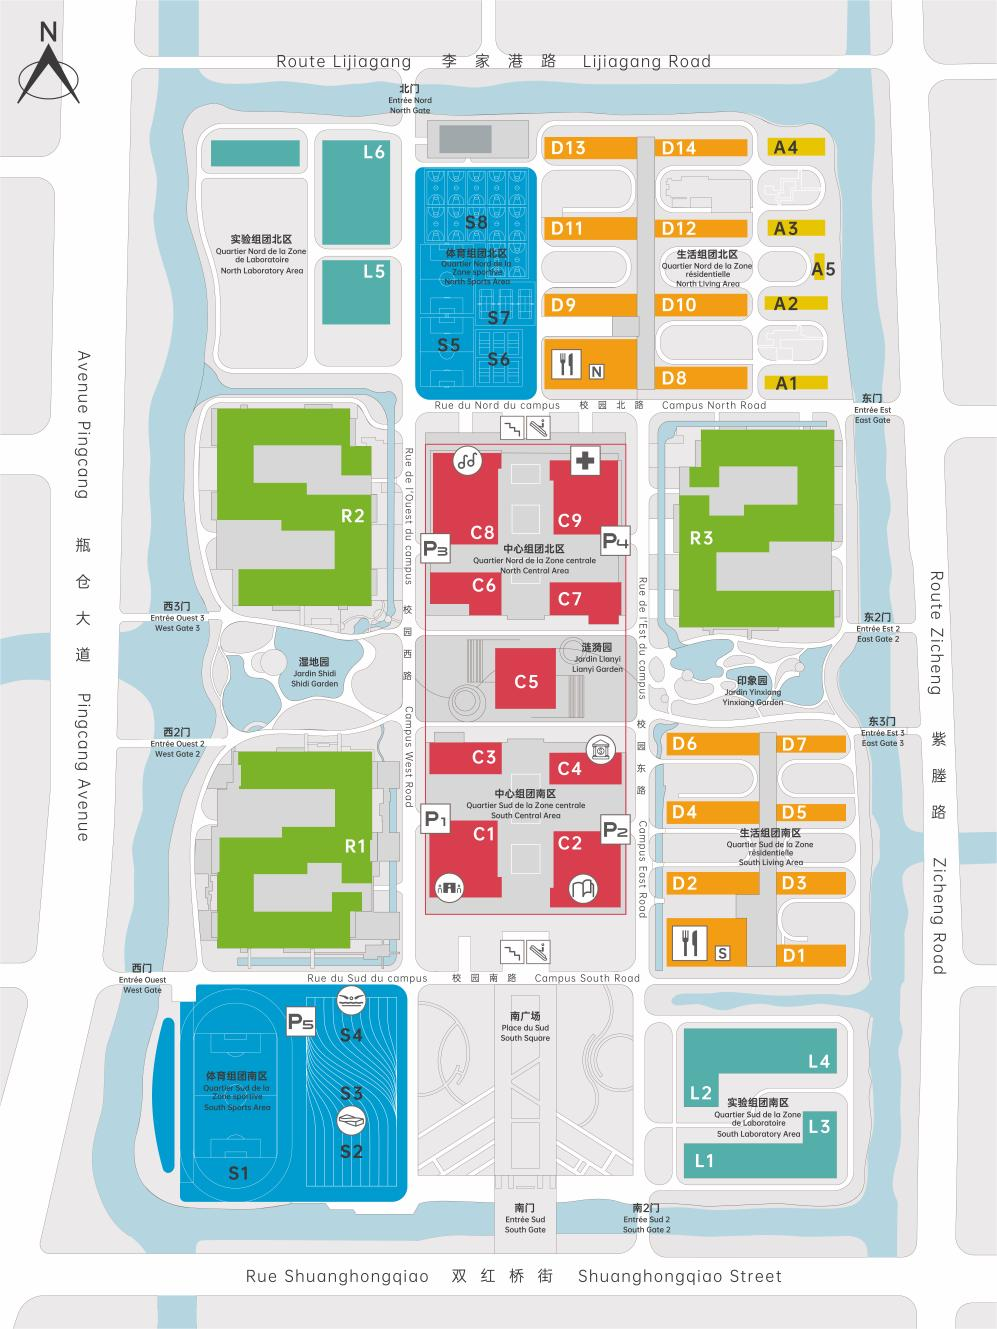 N
Route Lijiagang 李家港路 Lijiagang Road
北门
Entrée Nord
North Gate
L6
D13
D14
A4
S8
D11
D12
A3
实验组团北区
Quartier Nord de la Zone
de Laboratoire
North Laboratory Area
体育组团北区
Quartier Nord de la
Zone sportive
North Sports Area
生活组团北区
Quartier Nord de la Zone
résidentielle
North Living Area
A5
L5
D9
D10
A2
S7
S5
S6
N
D8
A1
Rue du Nord du campus 校园北路 Campus North Road
东门
Entrée Est
East Gate
Avenue Pingcang 瓶仓大道 Pingcang Avenue
Rue de l'Ouest du campus 校园西路 Campus West Road
R2
C8
C9
R3
P3
P4
中心组团北区
Quartier Nord de la Zone centrale
North Central Area
C6
C7
Rue de l'Est du campus 校园东路 Campus East Road
Route Zicheng 紫塍路 Zicheng Road
西3门
Entrée Ouest 3
West Gate 3
东2门
Entrée Est 2
East Gate 2
湿地园
Jardin Shidi
Shidi Garden
涟漪园
Jardin Lianyi
Lianyi Garden
C5
印象园
Jardin Yinxiang
Yinxiang Garden
西2门
Entrée Ouest 2
West Gate 2
东3门
Entrée Est 3
East Gate 3
D6
D7
C3
C4
中心组团南区
Quartier Sud de la Zone centrale
South Central Area
D4
D5
P1
P2
R1
C1
C2
生活组团南区
Quartier Sud de la Zone
résidentielle
South Living Area
D2
D3
S
D1
西门
Entrée Ouest
West Gate
Rue du Sud du campus 校园南路 Campus South Road
P5
S4
南广场
Place du Sud
South Square
L4
体育组团南区
Quartier Sud de la
Zone sportive
South Sports Area
S3
L2
实验组团南区
Quartier Sud de la Zone
de Laboratoire
South Laboratory Area
L3
S2
S1
L1
南门
Entrée Sud
South Gate
南2门
Entrée Sud 2
South Gate 2
Rue Shuanghongqiao 双红桥街 Shuanghongqiao Street